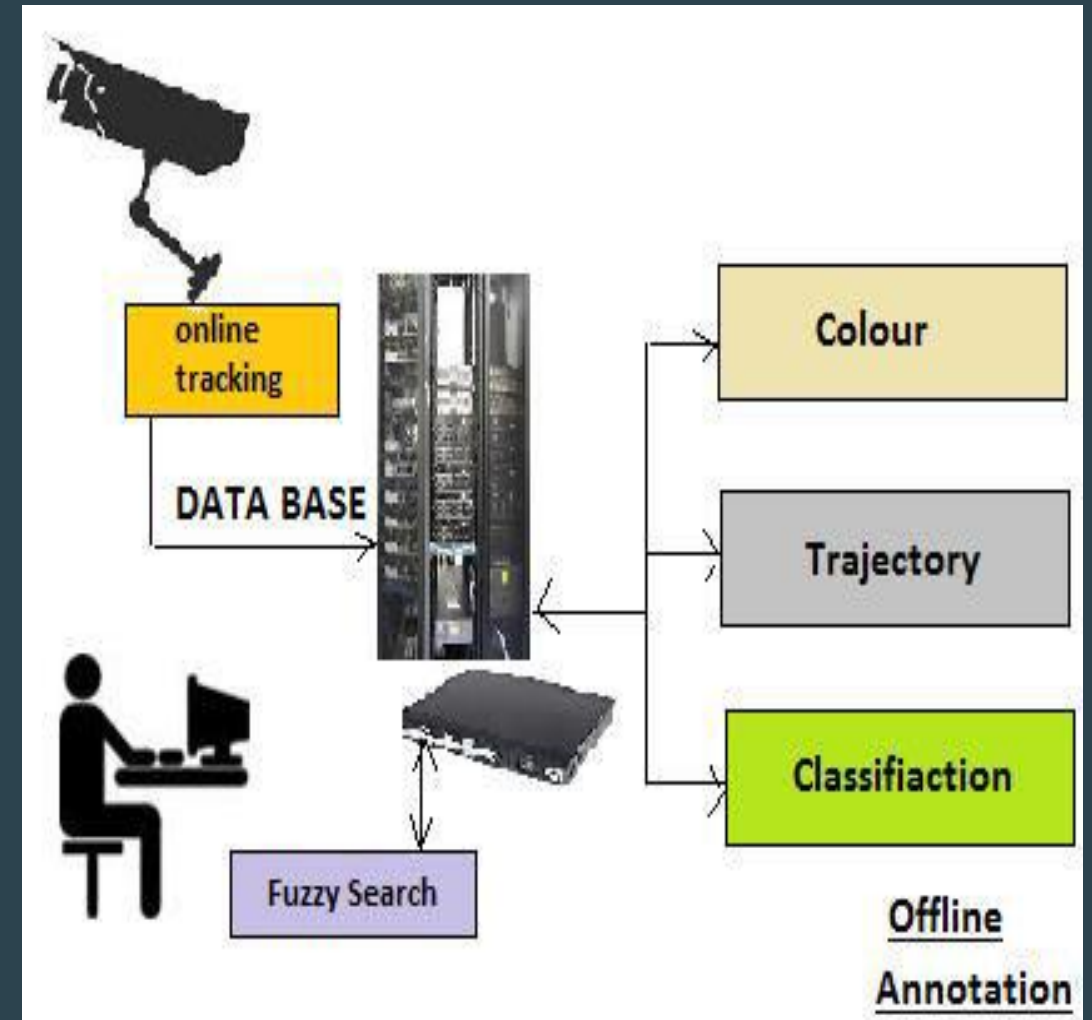 online
tracking
DATA BASE
Colour
Trajectory
Classifiaction
Fuzzy Search
Offline
Annotation